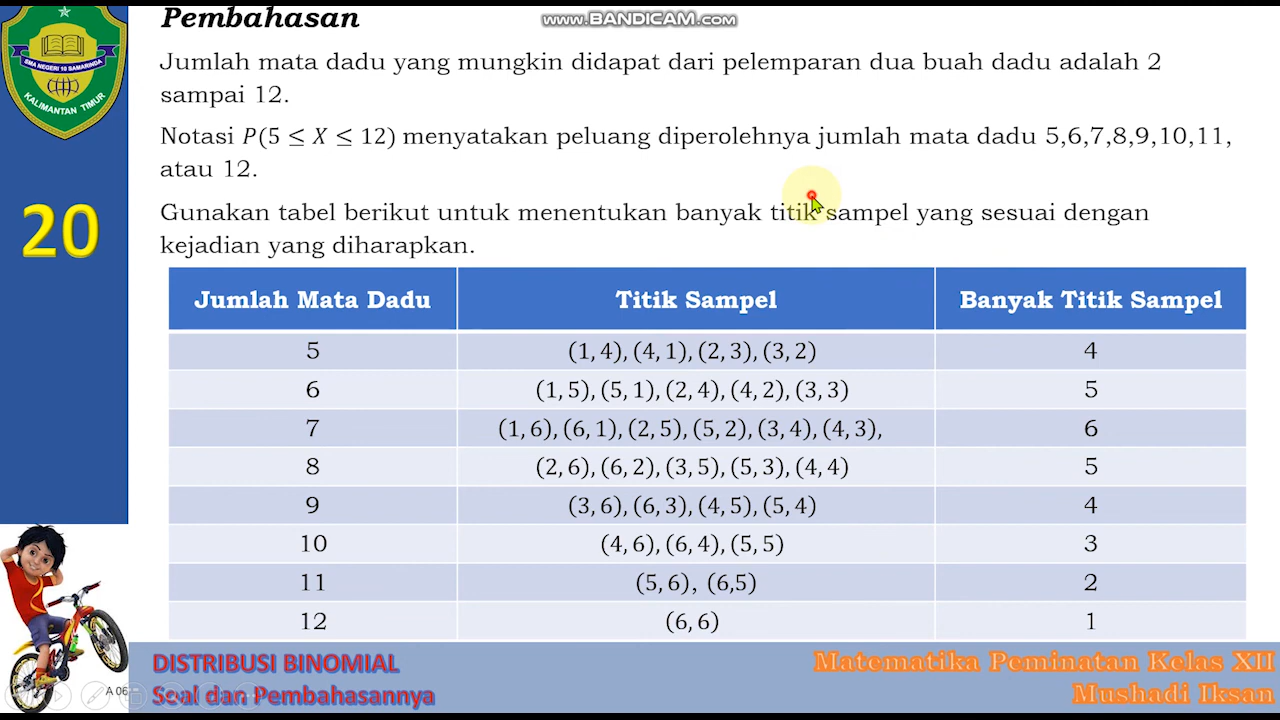 Pembahasan
www.BANDICAM.com
SMA NEGERI 10 SAMARINDA
KALIMANTAN TIMUR
Jumlah mata dadu yang mungkin didapat dari pelemparan dua buah dadu adalah 2
sampai 12.
Notasi P(5 ≤ X ≤ 12) menyatakan peluang diperolehnya jumlah mata dadu 5,6,7,8,9,10,11,
atau 12.
20
Gunakan tabel berikut untuk menentukan banyak titik sampel yang sesuai dengan
kejadian yang diharapkan.
Jumlah Mata Dadu Titik Sampel Banyak Titik Sampel
5 (1, 4), (4, 1), (2, 3), (3, 2) 4
6 (1, 5), (5, 1), (2, 4), (4, 2), (3, 3) 5
7 (1, 6), (6, 1), (2, 5), (5, 2), (3, 4), (4, 3), 6
8 (2, 6), (6, 2), (3, 5), (5, 3), (4, 4) 5
9 (3, 6), (6, 3), (4, 5), (5, 4) 4
10 (4, 6), (6, 4), (5, 5) 3
11 (5, 6), (6,5) 2
12 (6, 6) 1
DISTRIBUSI BINOMIAL
Soal dan Pembahasannya
A 06
Matematika Peminatan Kelas XII
Mushadi Iksan